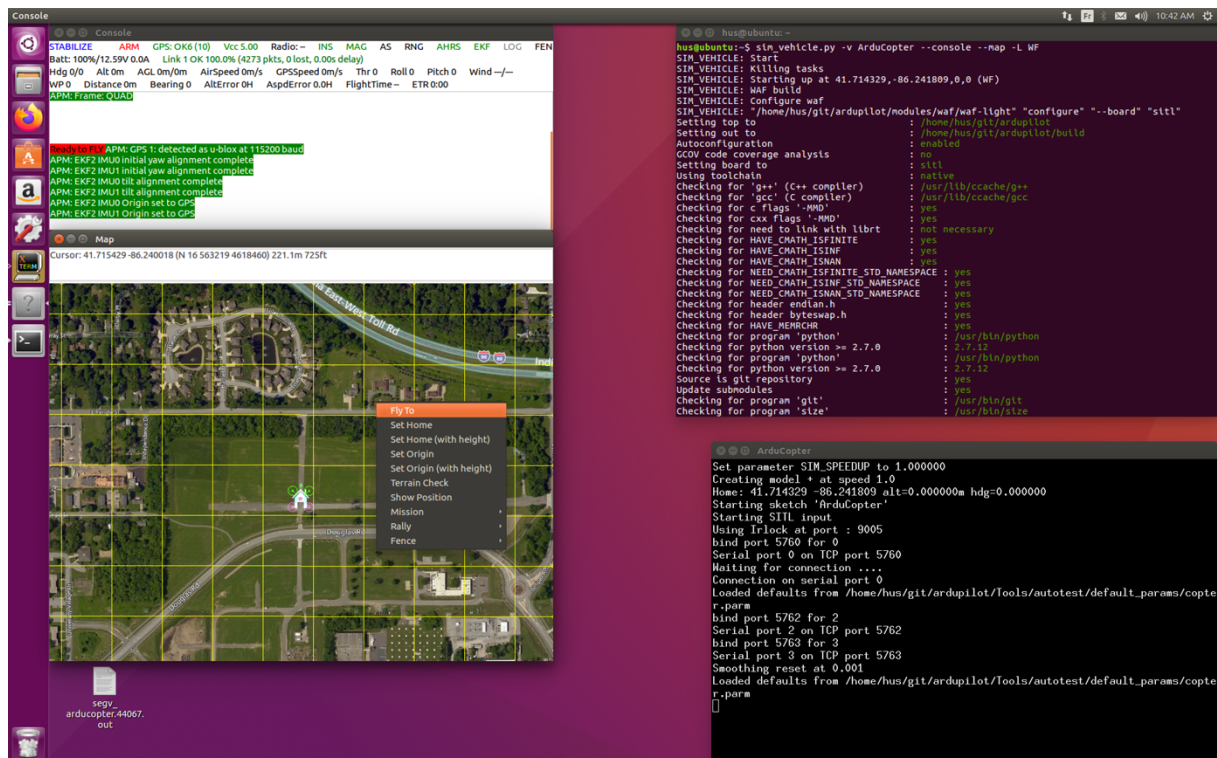 Console
Fr
10:42 AM
Console
STABILIZE ARM GPS: OK6 (10) Vcc 5.00 Radio: – INS MAG AS RNG AHRS EKF LOG FEN
Batt: 100%/12.59V 0.0A Link 1 OK 100.0% (4273 pkts, 0 lost, 0.00s delay)
Hdg 0/0 Alt 0m AGL 0m/0m AirSpeed 0m/s GPSSpeed 0m/s Thr 0 Roll 0 Pitch 0 Wind –/–
WP 0 Distance 0m Bearing 0 AltError 0H AspdError 0.0H FlightTime – ETR 0:00
APM: Frame: QUAD
Ready to FLY APM: GPS 1: detected as u-blox at 115200 baud
APM: EKF2 IMU0 initial yaw alignment complete
APM: EKF2 IMU1 initial yaw alignment complete
APM: EKF2 IMU0 tilt alignment complete
APM: EKF2 IMU1 tilt alignment complete
APM: EKF2 IMU0 Origin set to GPS
APM: EKF2 IMU1 Origin set to GPS
Map
Cursor: 41.715429 -86.240018 (N 16 563219 4618460) 221.1m 725ft
East-West Toll Rd
80
90
Indi
Fly To
Set Home
Set Home (with height)
Set Origin
Set Origin (with height)
Terrain Check
Show Position
Mission
Rally
Fence
Douglas R
Douglas Rd
segv_
arducopter.44067.
out
hus@ubuntu: ~
hus@ubuntu:~$ sim_vehicle.py -v ArduCopter --console --map -L WF
SIM_VEHICLE: Start
SIM_VEHICLE: Killing tasks
SIM_VEHICLE: Starting up at 41.714329,-86.241809,0,0 (WF)
SIM_VEHICLE: WAF build
SIM_VEHICLE: Configure waf
SIM_VEHICLE: "/home/hus/git/ardupilot/modules/waf/waf-light" "configure" "--board" "sitl"
Setting top to : /home/hus/git/ardupilot
Setting out to : /home/hus/git/ardupilot/build
Autoconfiguration : enabled
GCOV code coverage analysis : no
Setting board to : sitl
Using toolchain : native
Checking for 'g++' (C++ compiler) : /usr/lib/ccache/g++
Checking for 'gcc' (C compiler) : /usr/lib/ccache/gcc
Checking for c flags '-MMD' : yes
Checking for cxx flags '-MMD' : yes
Checking for need to link with librt : not necessary
Checking for HAVE_CMATH_ISFINITE : yes
Checking for HAVE_CMATH_ISINF : yes
Checking for HAVE_CMATH_ISNAN : yes
Checking for NEED_CMATH_ISFINITE_STD_NAMESPACE : yes
Checking for NEED_CMATH_ISINF_STD_NAMESPACE : yes
Checking for NEED_CMATH_ISNAN_STD_NAMESPACE : yes
Checking for header endian.h : yes
Checking for header byteswap.h : yes
Checking for HAVE_MEMRCHR : yes
Checking for program 'python' : /usr/bin/python
Checking for python version >= 2.7.0 : 2.7.12
Checking for program 'python' : /usr/bin/python
Checking for python version >= 2.7.0 : 2.7.12
Source is git repository : yes
Update submodules : yes
Checking for program 'git' : /usr/bin/git
Checking for program 'size' : /usr/bin/size
ArduCopter
Set parameter SIM_SPEEDUP to 1.000000
Creating model + at speed 1.0
Home: 41.714329 -86.241809 alt=0.000000m hdg=0.000000
Starting sketch 'ArduCopter'
Starting SITL input
Using Irlock at port : 9005
bind port 5760 for 0
Serial port 0 on TCP port 5760
Waiting for connection ....
Connection on serial port 0
Loaded defaults from /home/hus/git/ardupilot/Tools/autotest/default_params/copte
r.parm
bind port 5762 for 2
Serial port 2 on TCP port 5762
bind port 5763 for 3
Serial port 3 on TCP port 5763
Smoothing reset at 0.001
Loaded defaults from /home/hus/git/ardupilot/Tools/autotest/default_params/copte
r.parm